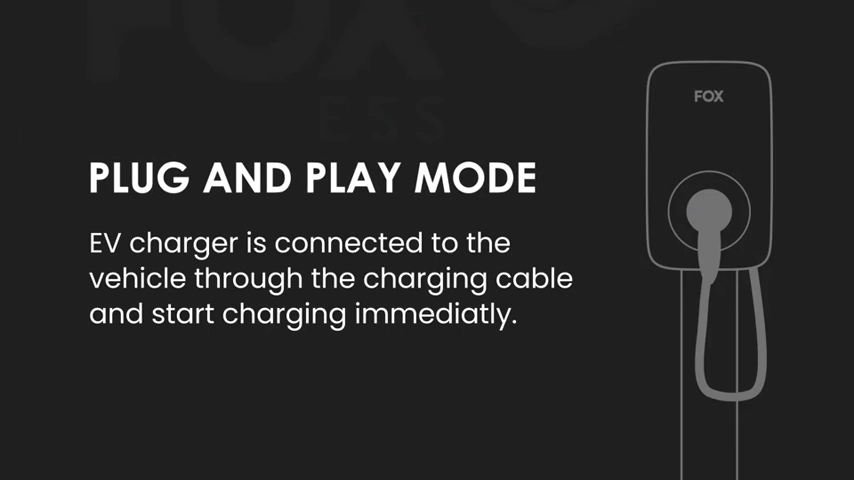 FOX
ESS
FOX
PLUG AND PLAY MODE
EV charger is connected to the
vehicle through the charging cable
and start charging immediatly.